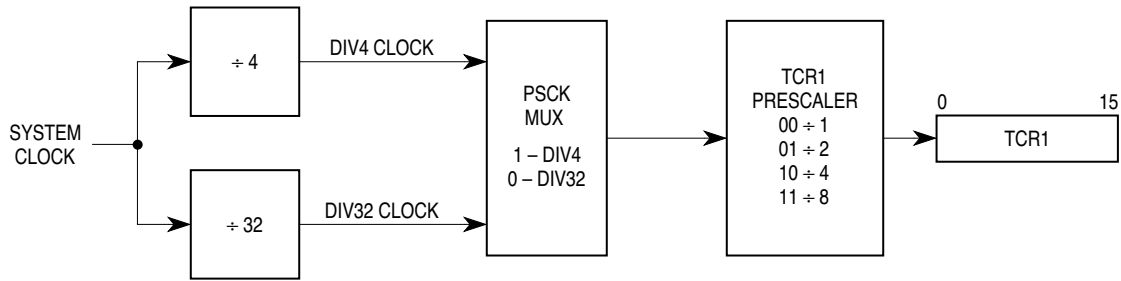 SYSTEM
CLOCK
÷ 4
DIV4 CLOCK
÷ 32
DIV32 CLOCK
PSCK
MUX
1 – DIV4
0 – DIV32
TCR1
PRESCALER
00 ÷ 1
01 ÷ 2
10 ÷ 4
11 ÷ 8
0 15
TCR1